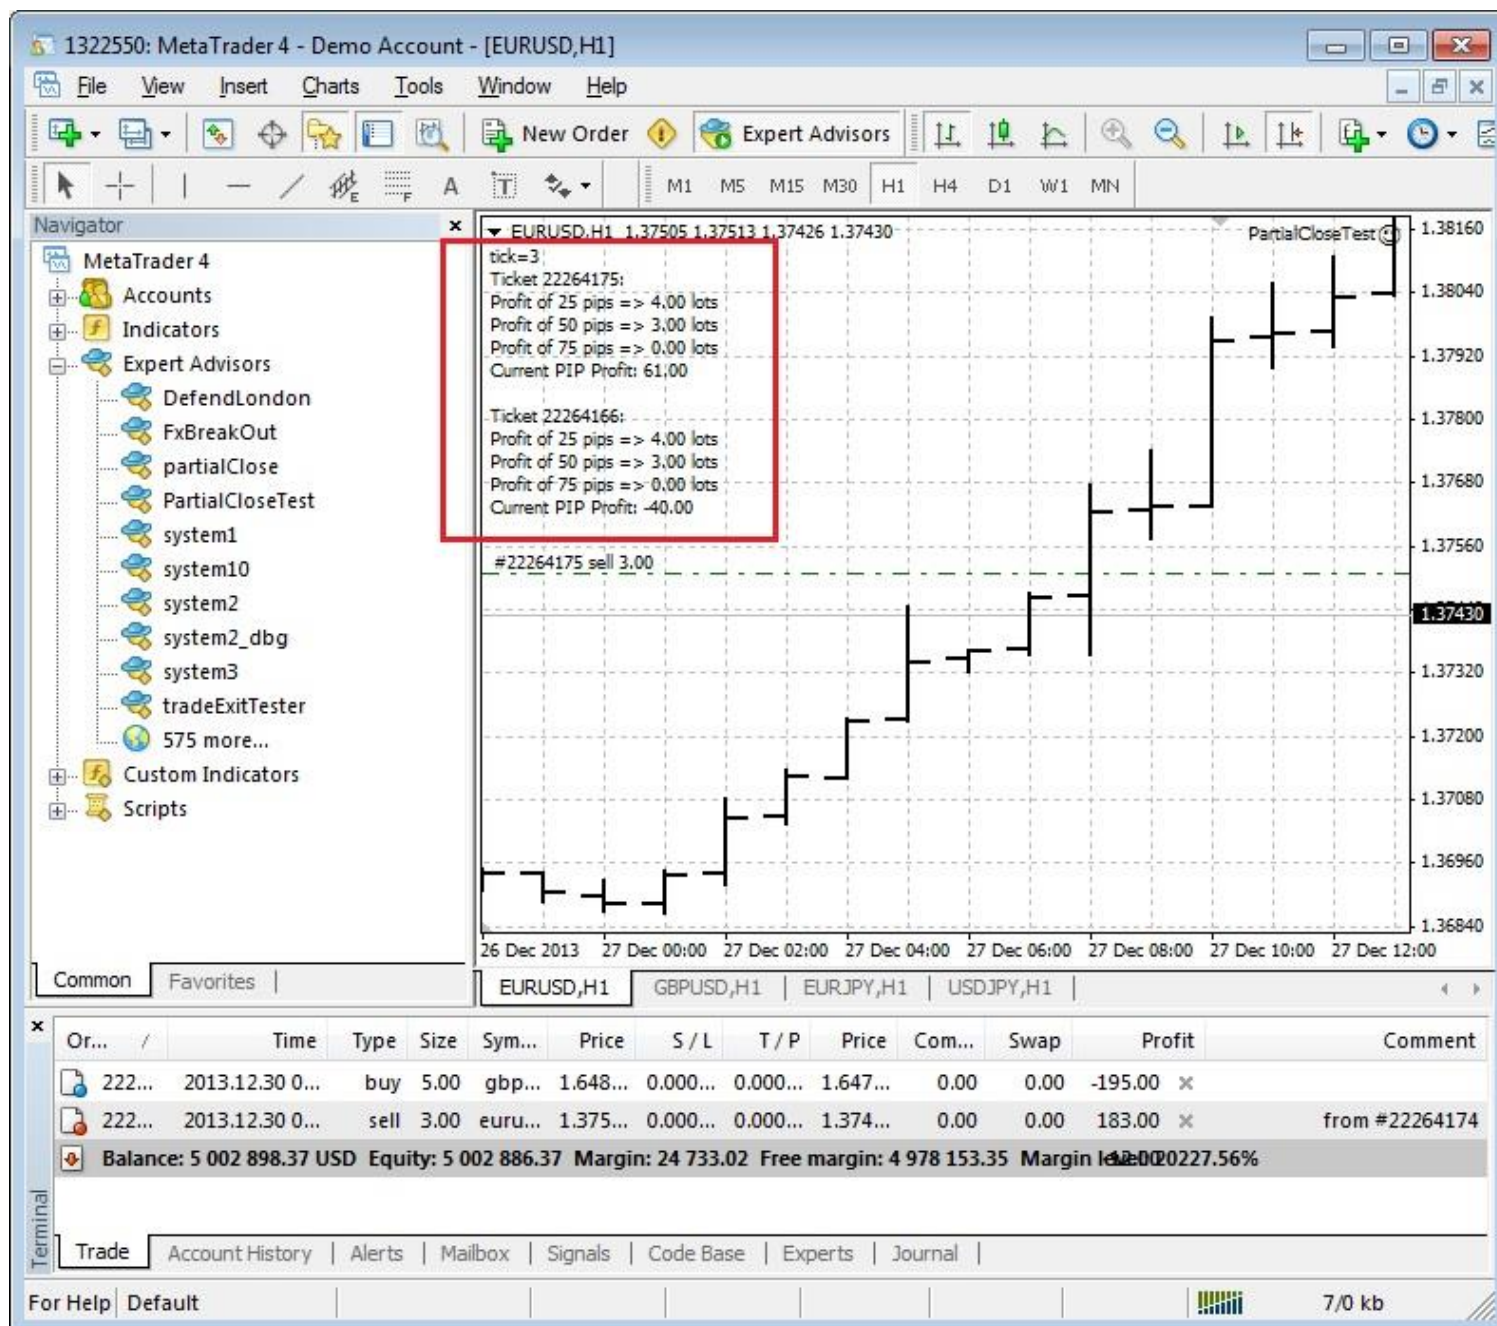 1322550: MetaTrader 4 - Demo Account - [EURUSD,H1]
File View Insert Charts Tools Window Help
New Order Expert Advisors
E F A T M1 M5 M15 M30 H1 H4 D1 W1 MN
Navigator
MetaTrader 4
Accounts
Indicators
Expert Advisors
DefendLondon
FxBreakOut
partialClose
PartialCloseTest
system1
system10
system2
system2_dbg
system3
tradeExitTester
575 more...
Custom Indicators
Scripts
Common Favorites
EURUSD,H1 1.37505 1.37513 1.37426 1.37430
PartialCloseTest
tick=3
Ticket 22264175:
Profit of 25 pips => 4.00 lots
Profit of 50 pips => 3.00 lots
Profit of 75 pips => 0.00 lots
Current PIP Profit: 61.00
Ticket 22264166:
Profit of 25 pips => 4.00 lots
Profit of 50 pips => 3.00 lots
Profit of 75 pips => 0.00 lots
Current PIP Profit: -40.00
#22264175 sell 3.00
1.38160
1.38040
1.37920
1.37800
1.37680
1.37560
1.37430
1.37320
1.37200
1.37080
1.36960
1.36840
26 Dec 2013 27 Dec 00:00 27 Dec 02:00 27 Dec 04:00 27 Dec 06:00 27 Dec 08:00 27 Dec 10:00 27 Dec 12:00
EURUSD,H1 GBPUSD,H1 EURJPY,H1 USDJPY,H1
Or... / Time Type Size Sym... Price S / L T / P Price Com... Swap Profit Comment
222... 2013.12.30 0... buy 5.00 gbp... 1.648... 0.000... 0.000... 1.647... 0.00 0.00 -195.00
222... 2013.12.30 0... sell 3.00 euru... 1.375... 0.000... 0.000... 1.374... 0.00 0.00 183.00 from #22264174
Balance: 5 002 898.37 USD Equity: 5 002 886.37 Margin: 24 733.02 Free margin: 4 978 153.35 Margin 20227.56%
Terminal
Trade Account History Alerts Mailbox Signals Code Base Experts Journal
For Help Default 7/0 kb